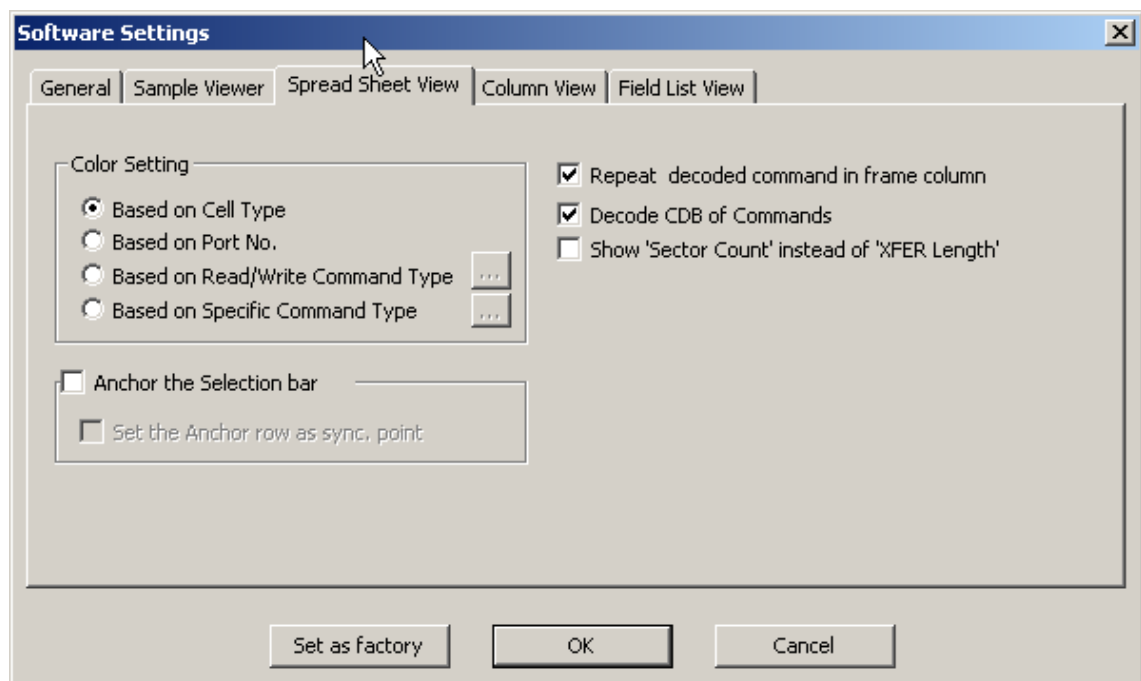 Software Settings
General Sample Viewer Spread Sheet View Column View Field List View
Color Setting
Based on Cell Type
Based on Port No.
Based on Read/Write Command Type ...
Based on Specific Command Type ...
Anchor the Selection bar
Set the Anchor row as sync. point
Repeat decoded command in frame column
Decode CDB of Commands
Show 'Sector Count' instead of 'XFER Length'
Set as factory OK Cancel